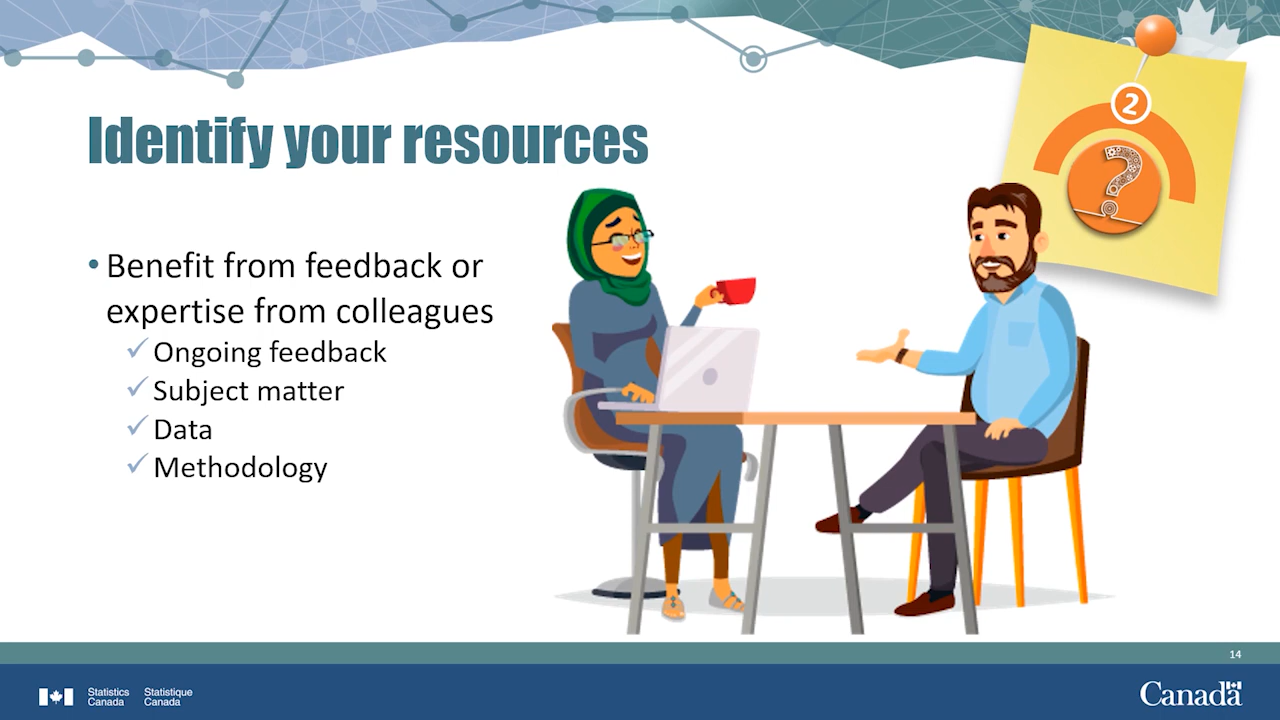 2
?
Identify your resources
• Benefit from feedback or
expertise from colleagues
✓ Ongoing feedback
✓ Subject matter
✓ Data
✓ Methodology
14
Statistics Statistique
Canada Canada
Canada